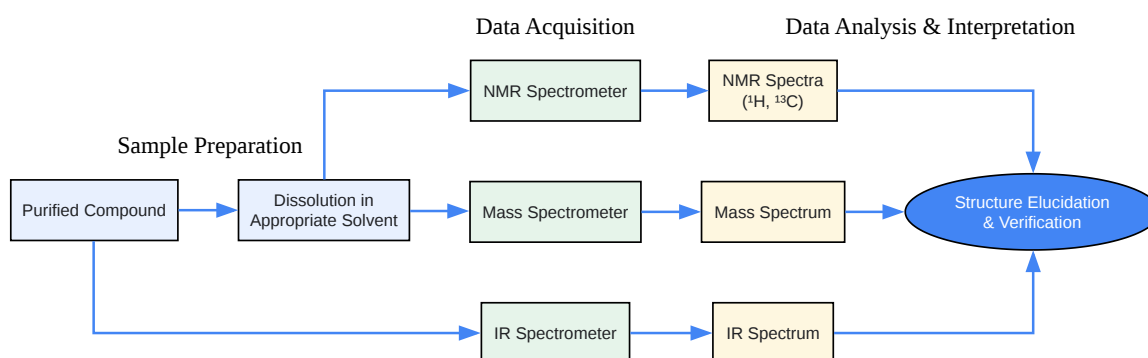 Data Acquisition
Data Analysis & Interpretation
NMR Spectrometer
NMR Spectra
(¹H, ¹³C)
Sample Preparation
Purified Compound
Dissolution in
Appropriate Solvent
Mass Spectrometer
Mass Spectrum
Structure Elucidation
& Verification
IR Spectrometer
IR Spectrum